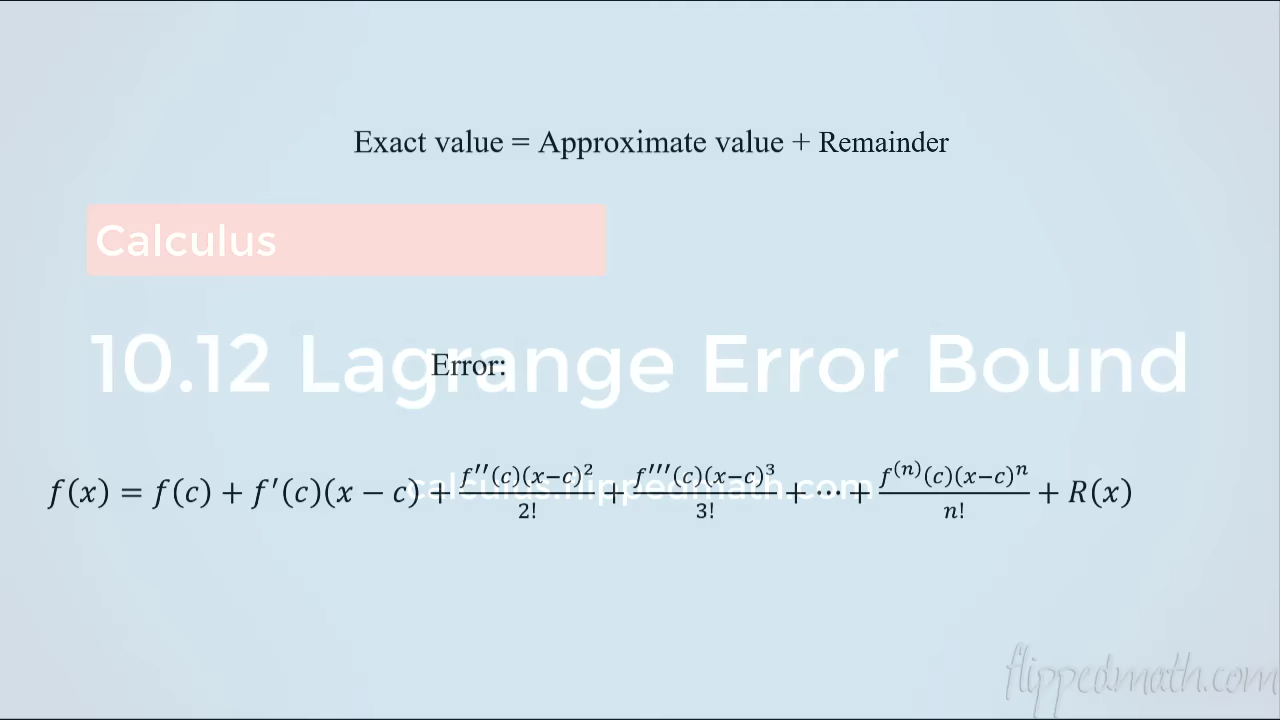 Exact value = Approximate value + Remainder
Calculus
10.12 Lagrange Error Bound
Error:
calculus.flippedmath.com
f(x) = f(c) + f′(c)(x − c) + f′′(c)(x−c)²/2! + f′′′(c)(x−c)³/3! + ⋯ + f⁽ⁿ⁾(c)(x−c)ⁿ/n! + R(x)
flippedmath.com